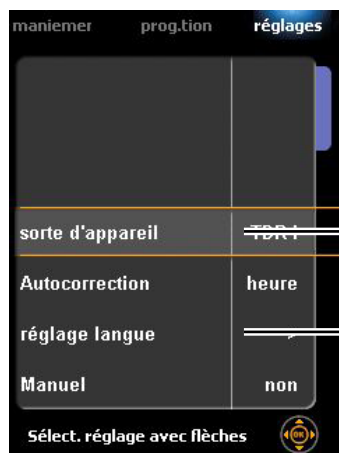 maniemer prog.tion réglages
sorte d'appareil
Autocorrection heure
réglage langue
Manuel non
Sélect. réglage avec flèches OK